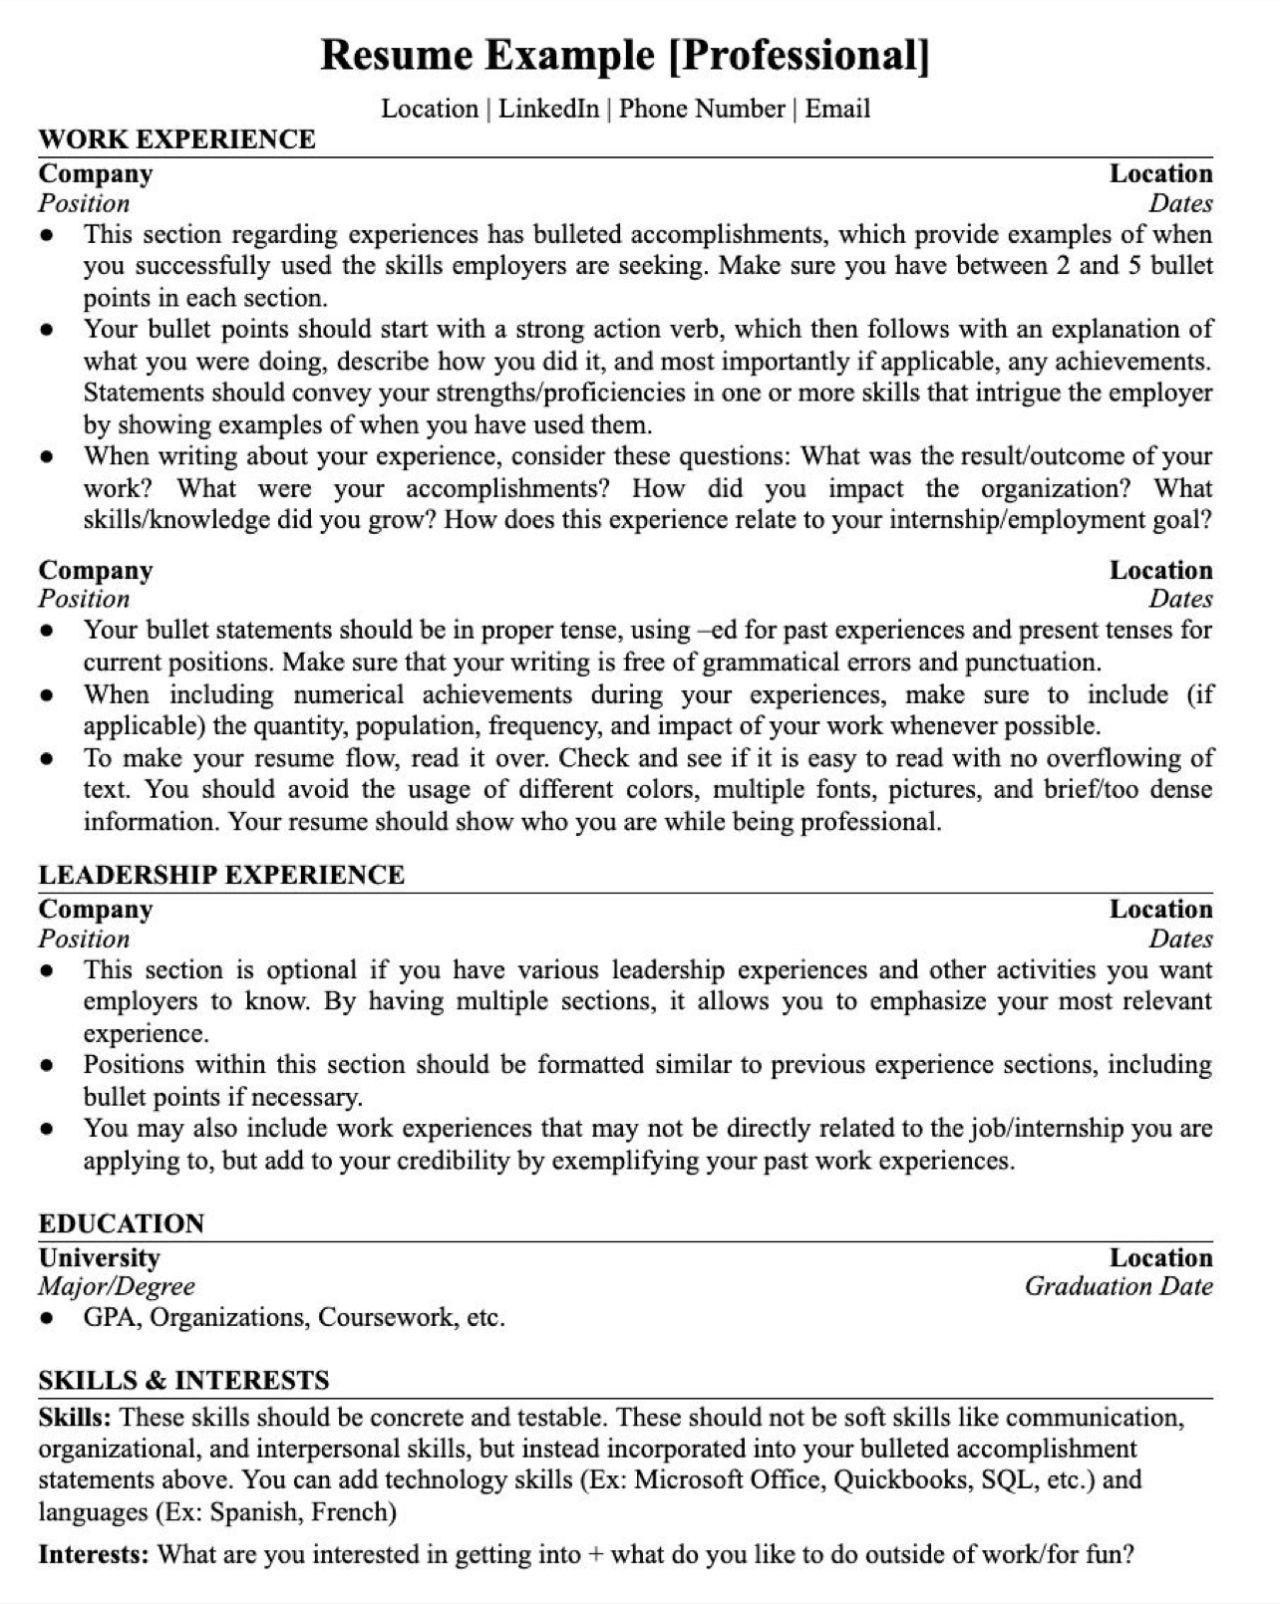 Resume Example [Professional]
Location | LinkedIn | Phone Number | Email
WORK EXPERIENCE
Company Location
Position Dates
● This section regarding experiences has bulleted accomplishments, which provide examples of when
you successfully used the skills employers are seeking. Make sure you have between 2 and 5 bullet
points in each section.
● Your bullet points should start with a strong action verb, which then follows with an explanation of
what you were doing, describe how you did it, and most importantly if applicable, any achievements.
Statements should convey your strengths/proficiencies in one or more skills that intrigue the employer
by showing examples of when you have used them.
● When writing about your experience, consider these questions: What was the result/outcome of your
work? What were your accomplishments? How did you impact the organization? What
skills/knowledge did you grow? How does this experience relate to your internship/employment goal?
Company Location
Position Dates
● Your bullet statements should be in proper tense, using –ed for past experiences and present tenses for
current positions. Make sure that your writing is free of grammatical errors and punctuation.
● When including numerical achievements during your experiences, make sure to include (if
applicable) the quantity, population, frequency, and impact of your work whenever possible.
● To make your resume flow, read it over. Check and see if it is easy to read with no overflowing of
text. You should avoid the usage of different colors, multiple fonts, pictures, and brief/too dense
information. Your resume should show who you are while being professional.
LEADERSHIP EXPERIENCE
Company Location
Position Dates
● This section is optional if you have various leadership experiences and other activities you want
employers to know. By having multiple sections, it allows you to emphasize your most relevant
experience.
● Positions within this section should be formatted similar to previous experience sections, including
bullet points if necessary.
● You may also include work experiences that may not be directly related to the job/internship you are
applying to, but add to your credibility by exemplifying your past work experiences.
EDUCATION
University Location
Major/Degree Graduation Date
● GPA, Organizations, Coursework, etc.
SKILLS & INTERESTS
Skills: These skills should be concrete and testable. These should not be soft skills like communication,
organizational, and interpersonal skills, but instead incorporated into your bulleted accomplishment
statements above. You can add technology skills (Ex: Microsoft Office, Quickbooks, SQL, etc.) and
languages (Ex: Spanish, French)
Interests: What are you interested in getting into + what do you like to do outside of work/for fun?